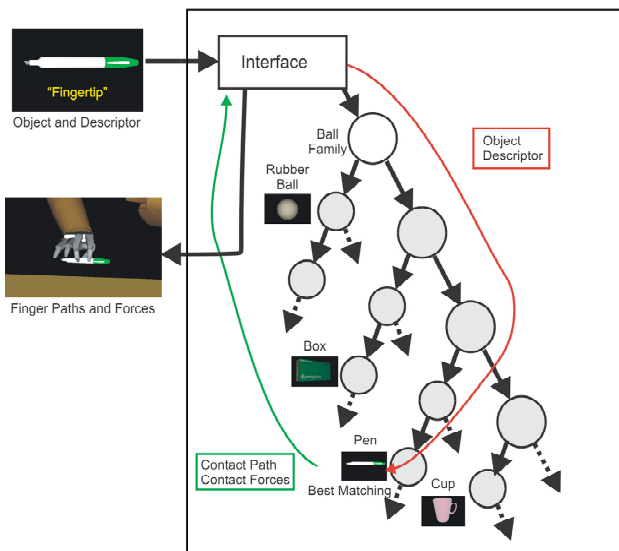 "Fingertip"
Object and Descriptor
Interface
Ball
Family
Object
Descriptor
Rubber
Ball
Finger Paths and Forces
Box
Pen
Contact Path
Contact Forces
Best Matching
Cup